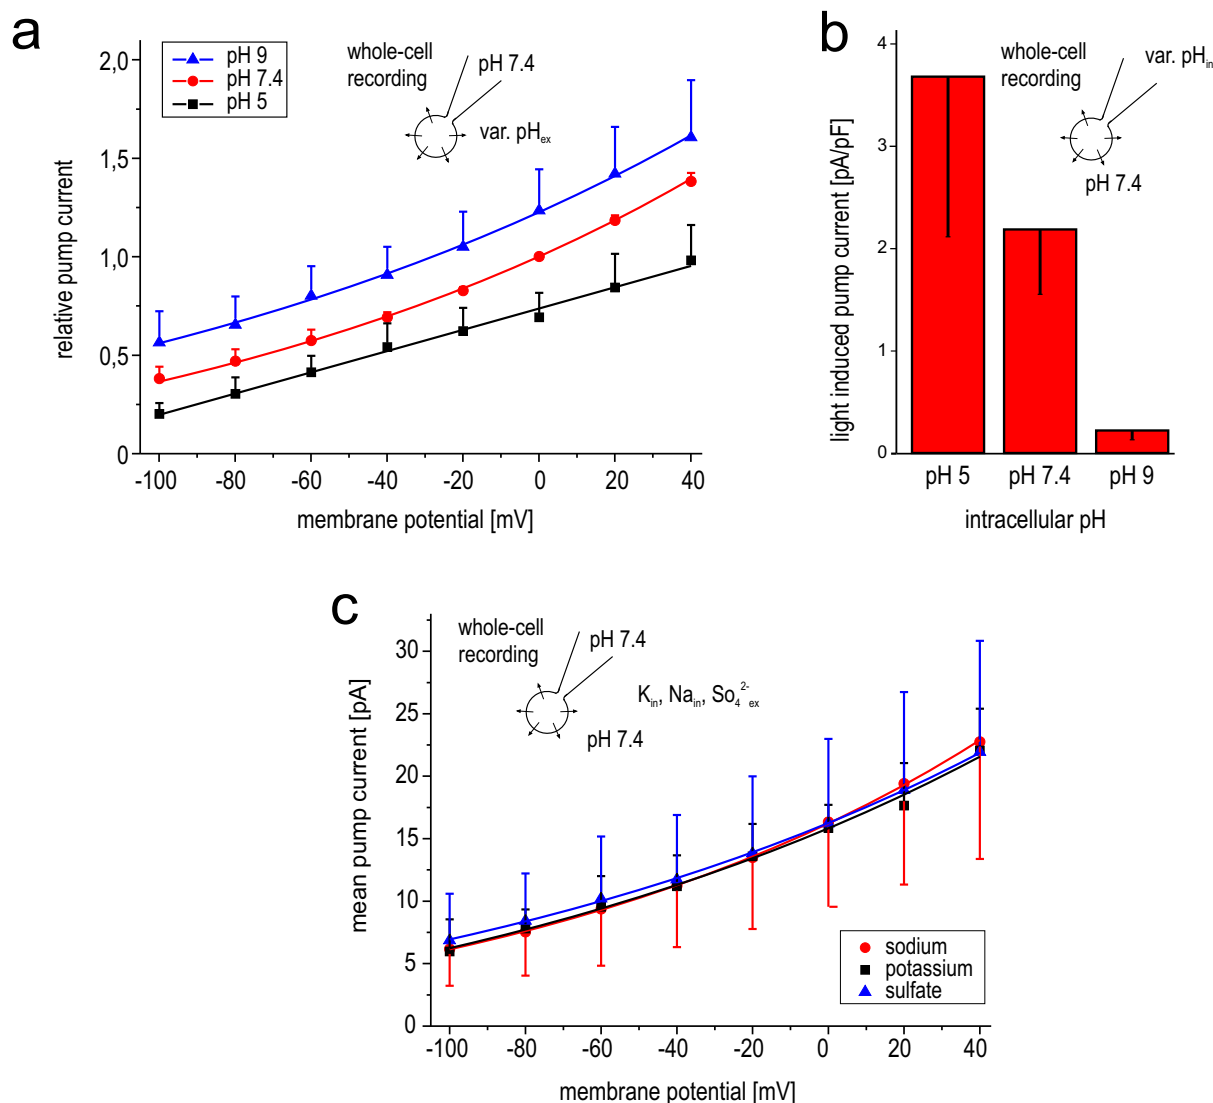 a
pH 9
pH 7.4
pH 5
whole-cell
recording
pH 7.4
var. pHex
2,0
1,5
1,0
0,5
0
relative pump current
-100 -80 -60 -40 -20 0 20 40
membrane potential [mV]
b
whole-cell
recording
var. pHin
pH 7.4
4
3
2
1
0
light induced pump current [pA/pF]
pH 5 pH 7.4 pH 9
intracellular pH
c
whole-cell
recording
pH 7.4
Kin, Nain, So42-ex
pH 7.4
30
25
20
15
10
5
0
mean pump current [pA]
sodium
potassium
sulfate
-100 -80 -60 -40 -20 0 20 40
membrane potential [mV]